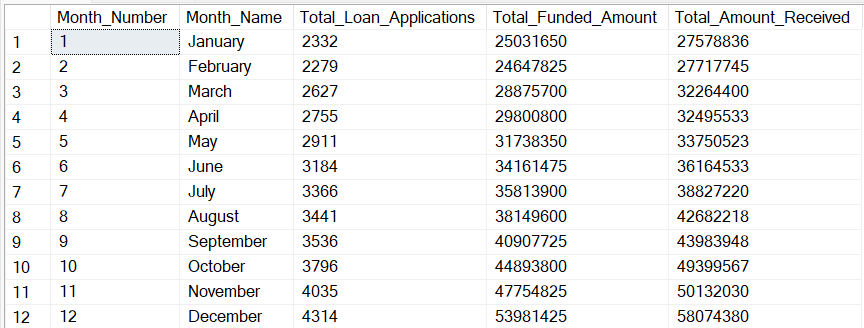 Month_Number Month_Name Total_Loan_Applications Total_Funded_Amount Total_Amount_Received
1 1 January 2332 25031650 27578836
2 2 February 2279 24647825 27717745
3 3 March 2627 28875700 32264400
4 4 April 2755 29800800 32495533
5 5 May 2911 31738350 33750523
6 6 June 3184 34161475 36164533
7 7 July 3366 35813900 38827220
8 8 August 3441 38149600 42682218
9 9 September 3536 40907725 43983948
10 10 October 3796 44893800 49399567
11 11 November 4035 47754825 50132030
12 12 December 4314 53981425 58074380